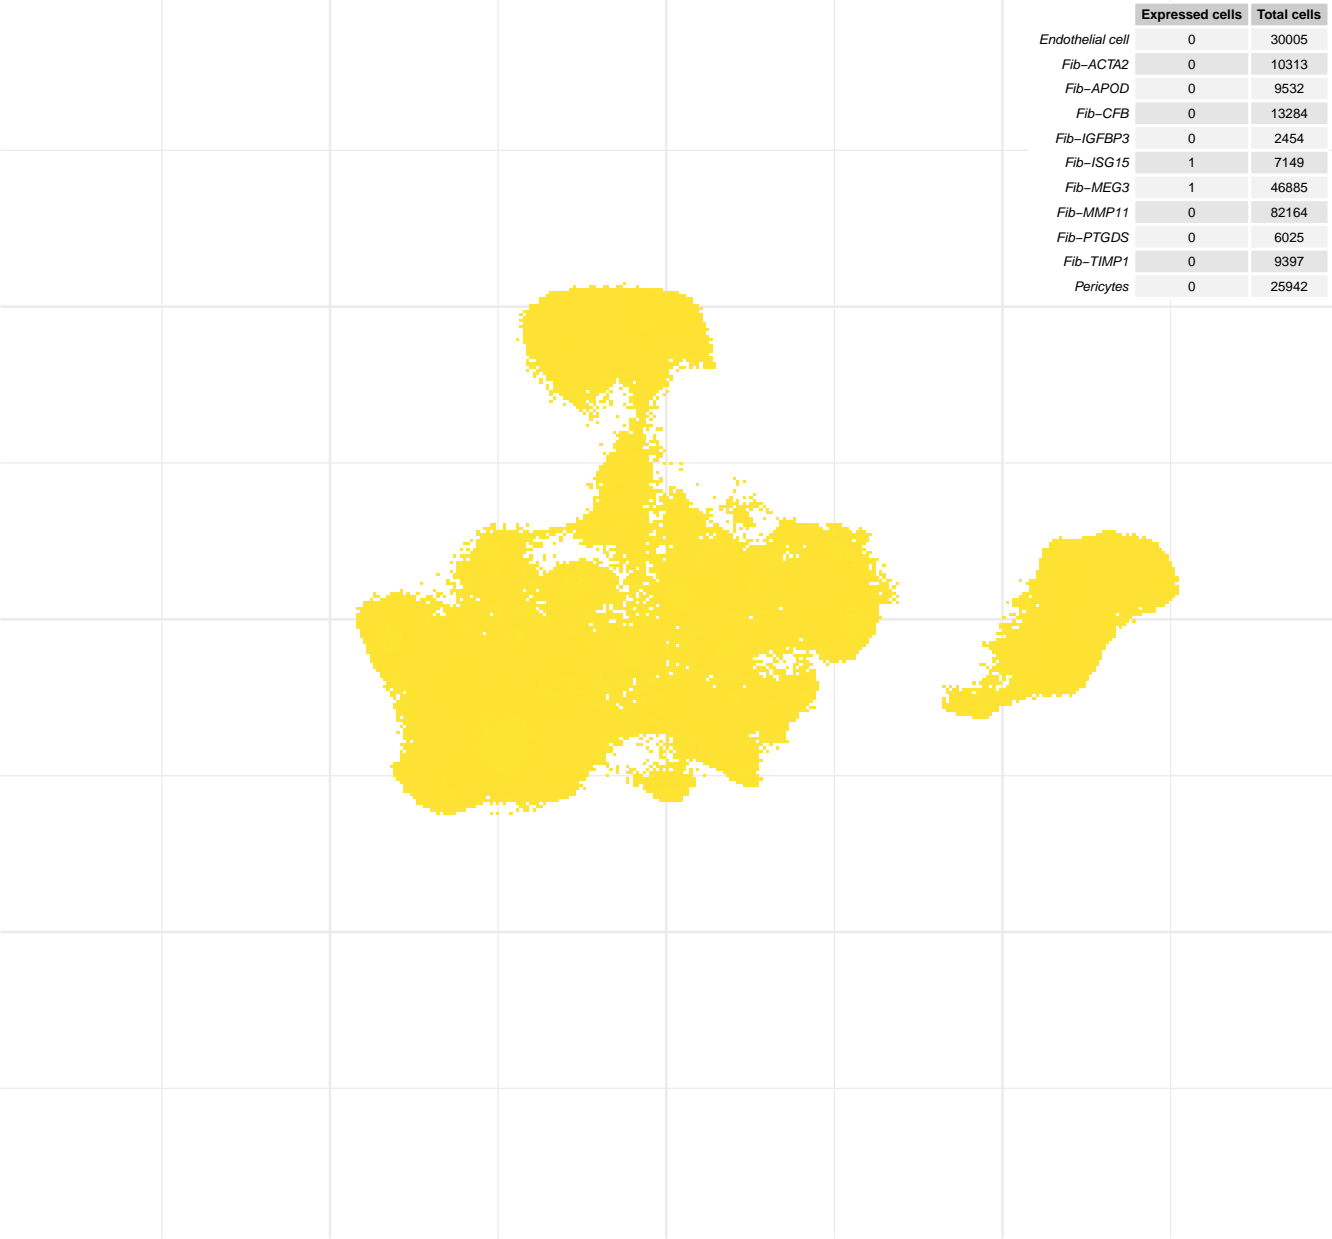 Expressed cells Total cells
Endothelial cell 0 30005
Fib−ACTA2 0 10313
Fib−APOD 0 9532
Fib−CFB 0 13284
Fib−IGFBP3 0 2454
Fib−ISG15 1 7149
Fib−MEG3 1 46885
Fib−MMP11 0 82164
Fib−PTGDS 0 6025
Fib−TIMP1 0 9397
Pericytes 0 25942